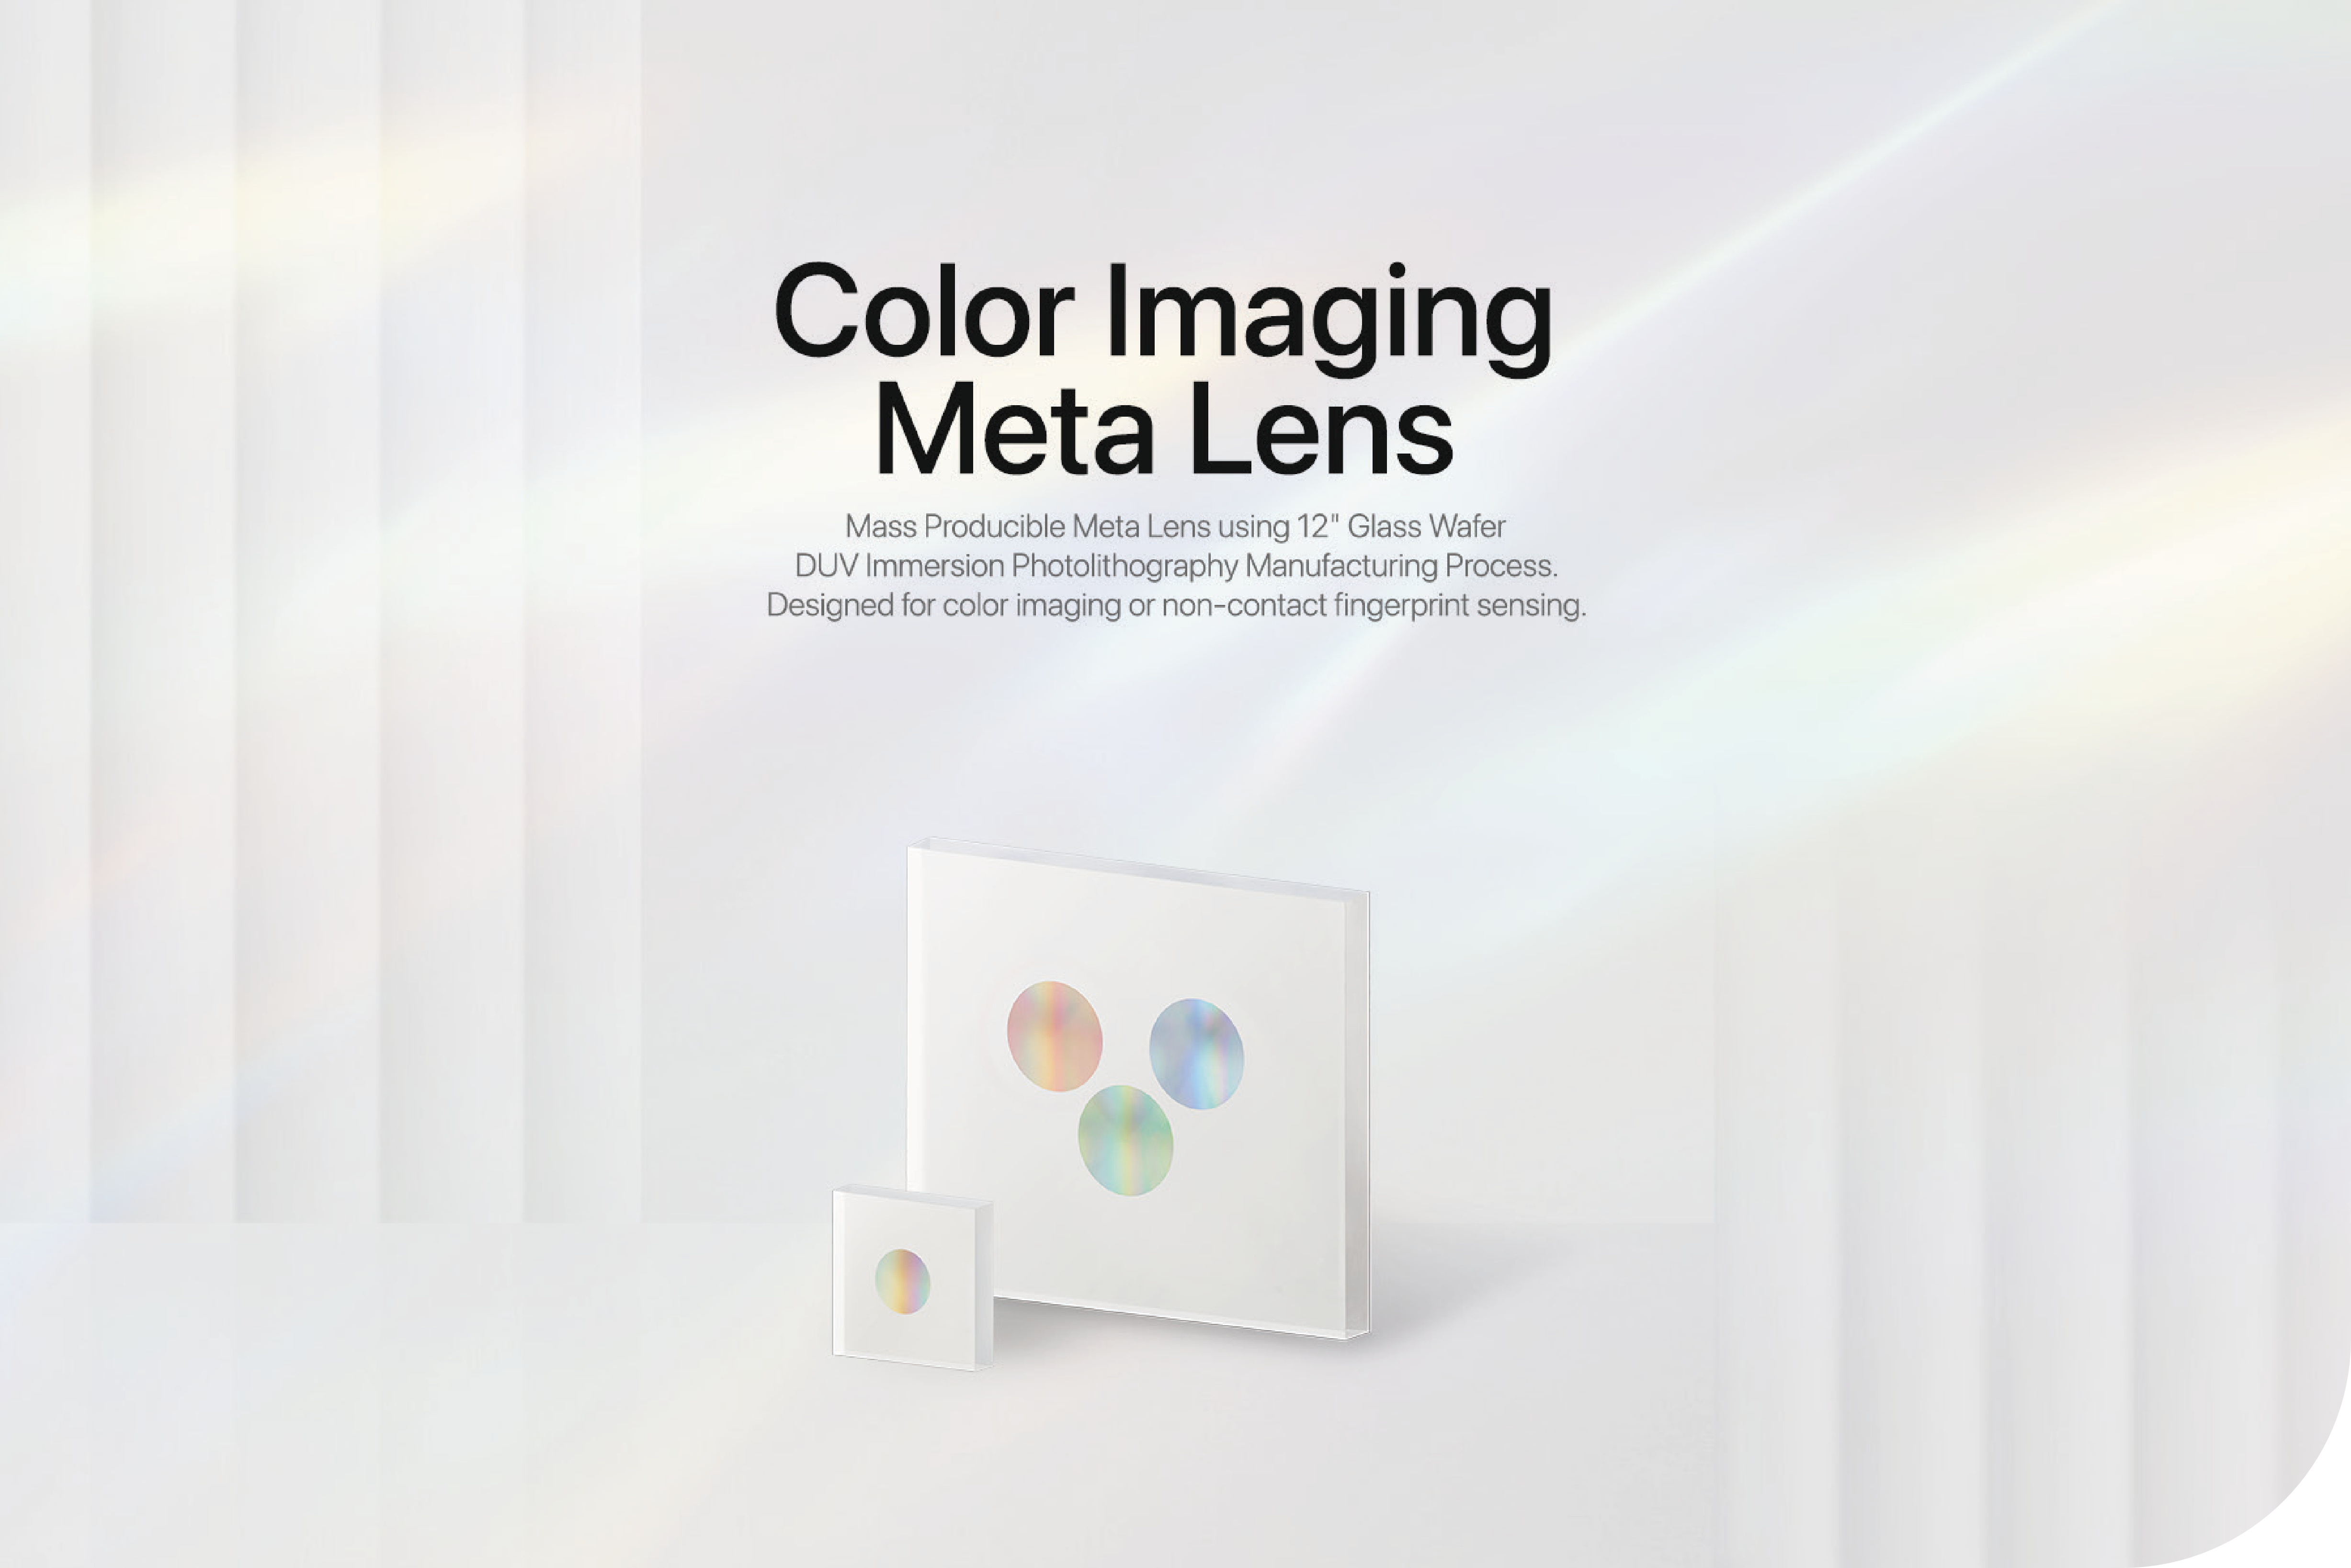 Color Imaging
Meta Lens
Mass Producible Meta Lens using 12" Glass Wafer
DUV Immersion Photolithography Manufacturing Process.
Designed for color imaging or non-contact fingerprint sensing.